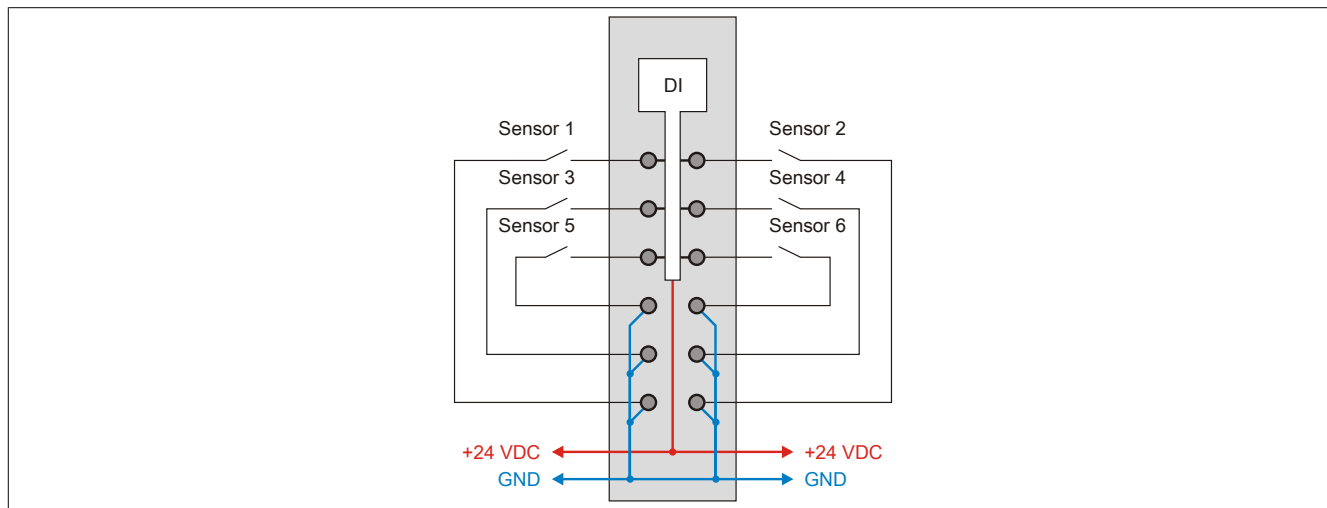 DI
Sensor 1
Sensor 2
Sensor 3
Sensor 4
Sensor 5
Sensor 6
+24 VDC
+24 VDC
GND
GND